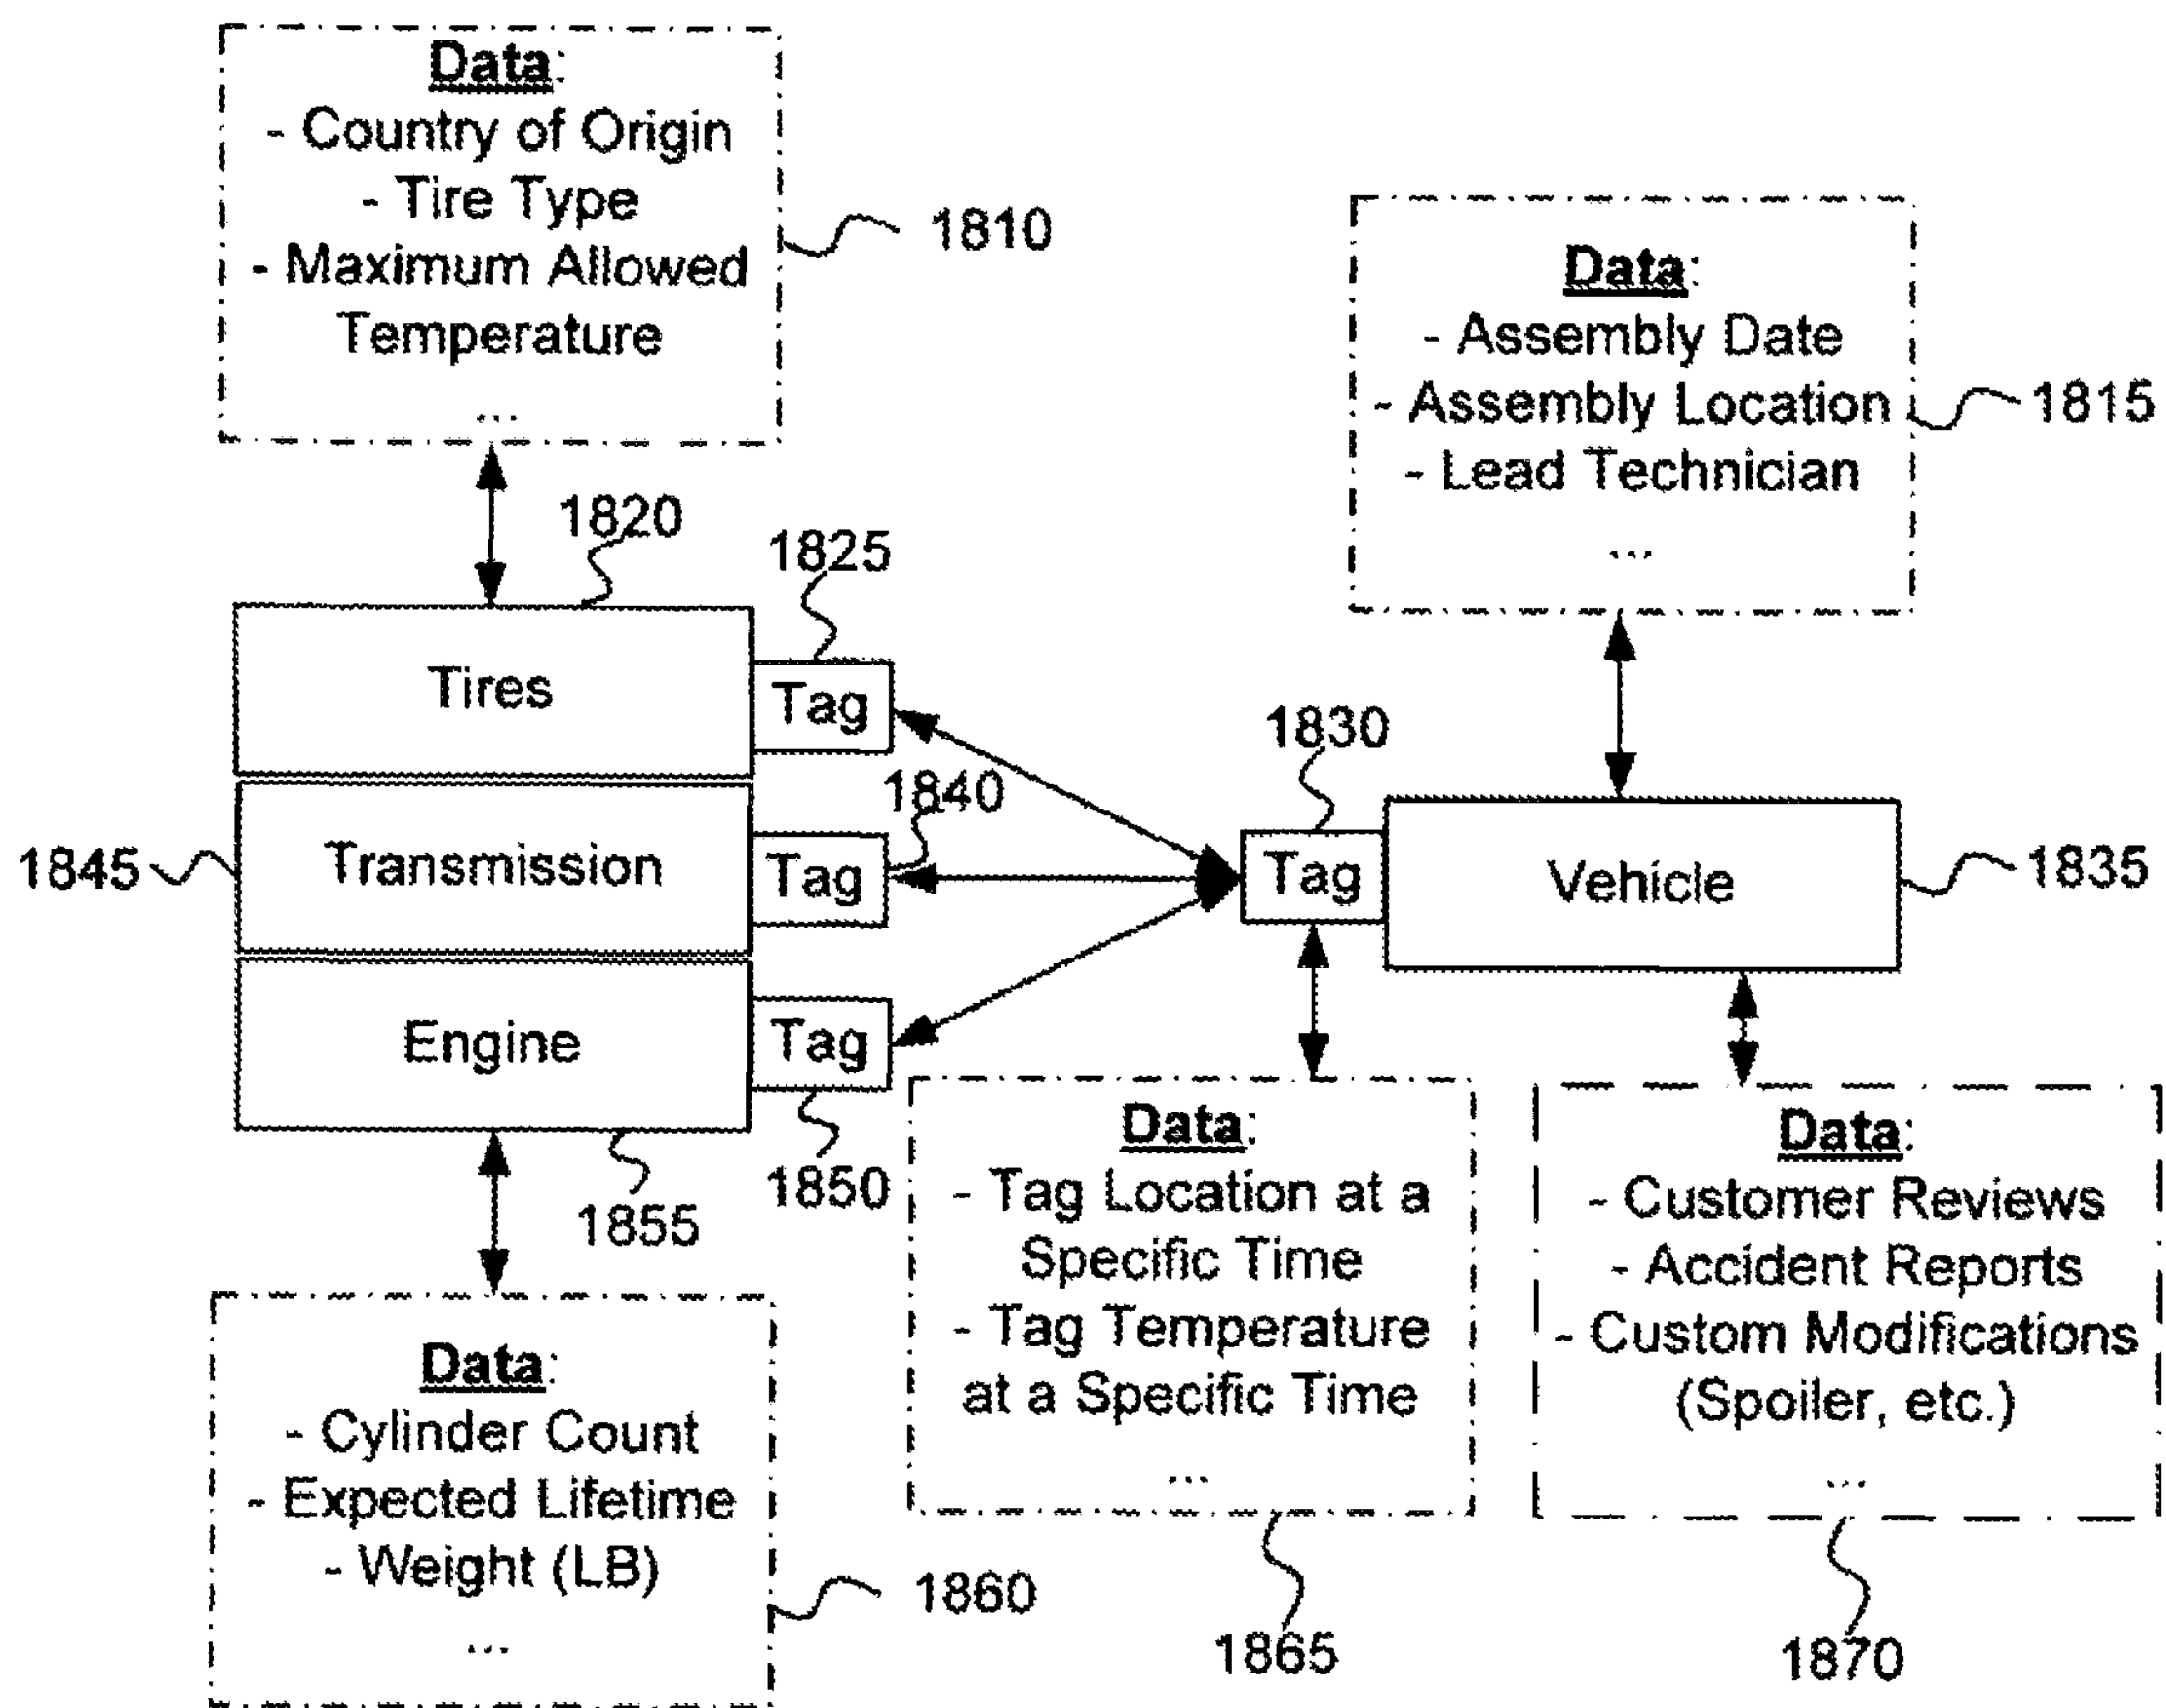 Data:
- Country of Origin
- Tire Type
- Maximum Allowed
Temperature
...
1810
Data:
- Assembly Date
- Assembly Location
- Lead Technician
...
1815
1820
1825
Tires
Tag
1830
1840
1845
Transmission
Tag
Tag
Vehicle
1835
Engine
Tag
1850
1855
Data:
- Cylinder Count
- Expected Lifetime
- Weight (LB)
...
1860
Data:
- Tag Location at a
Specific Time
- Tag Temperature
at a Specific Time
...
1865
Data:
- Customer Reviews
- Accident Reports
- Custom Modifications
(Spoiler, etc.)
...
1870